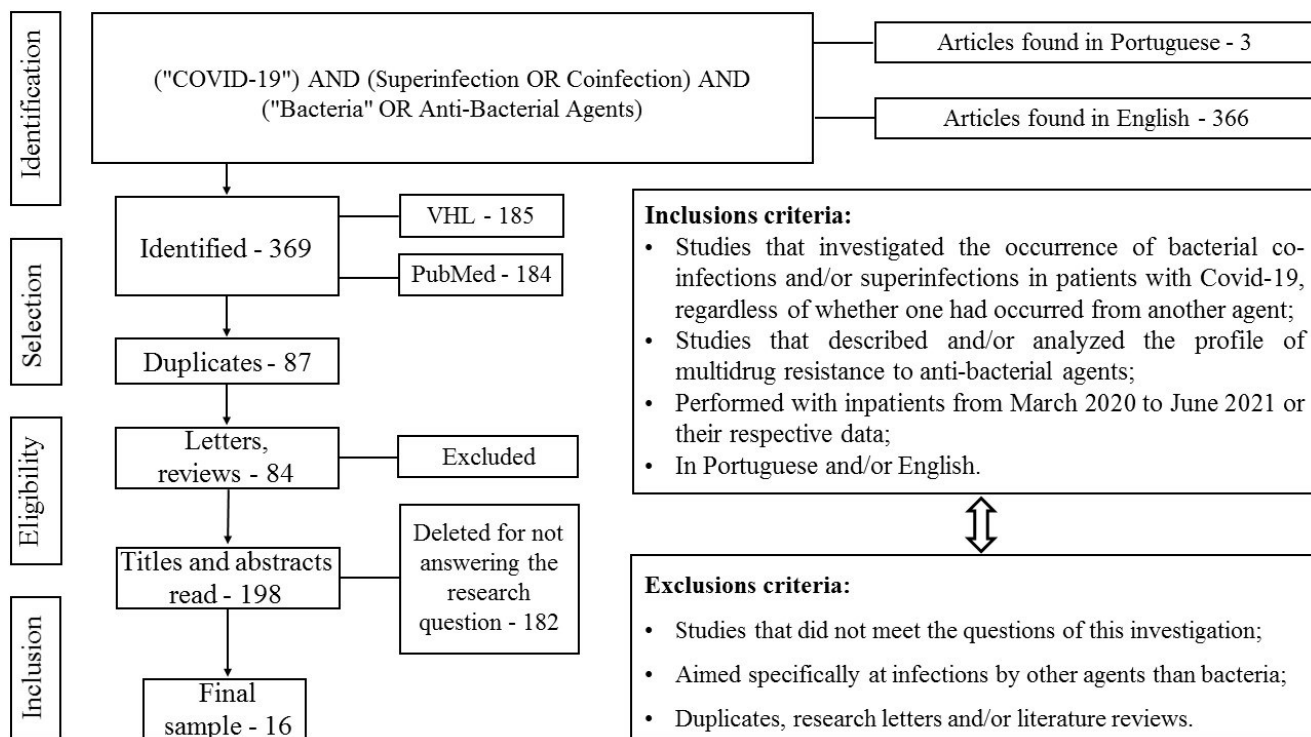 Identification
("COVID-19") AND (Superinfection OR Coinfection) AND
("Bacteria" OR Anti-Bacterial Agents)
Articles found in Portuguese - 3
Articles found in English - 366
Selection
Identified - 369
VHL - 185
PubMed - 184
Duplicates - 87
Eligibility
Letters,
reviews - 84
Excluded
Titles and abstracts
read - 198
Deleted for not
answering the
research
question - 182
Inclusion
Final
sample - 16
Inclusions criteria:
• Studies that investigated the occurrence of bacterial co-
infections and/or superinfections in patients with Covid-19,
regardless of whether one had occurred from another agent;
• Studies that described and/or analyzed the profile of
multidrug resistance to anti-bacterial agents;
• Performed with inpatients from March 2020 to June 2021 or
their respective data;
• In Portuguese and/or English.
Exclusions criteria:
• Studies that did not meet the questions of this investigation;
• Aimed specifically at infections by other agents than bacteria;
• Duplicates, research letters and/or literature reviews.